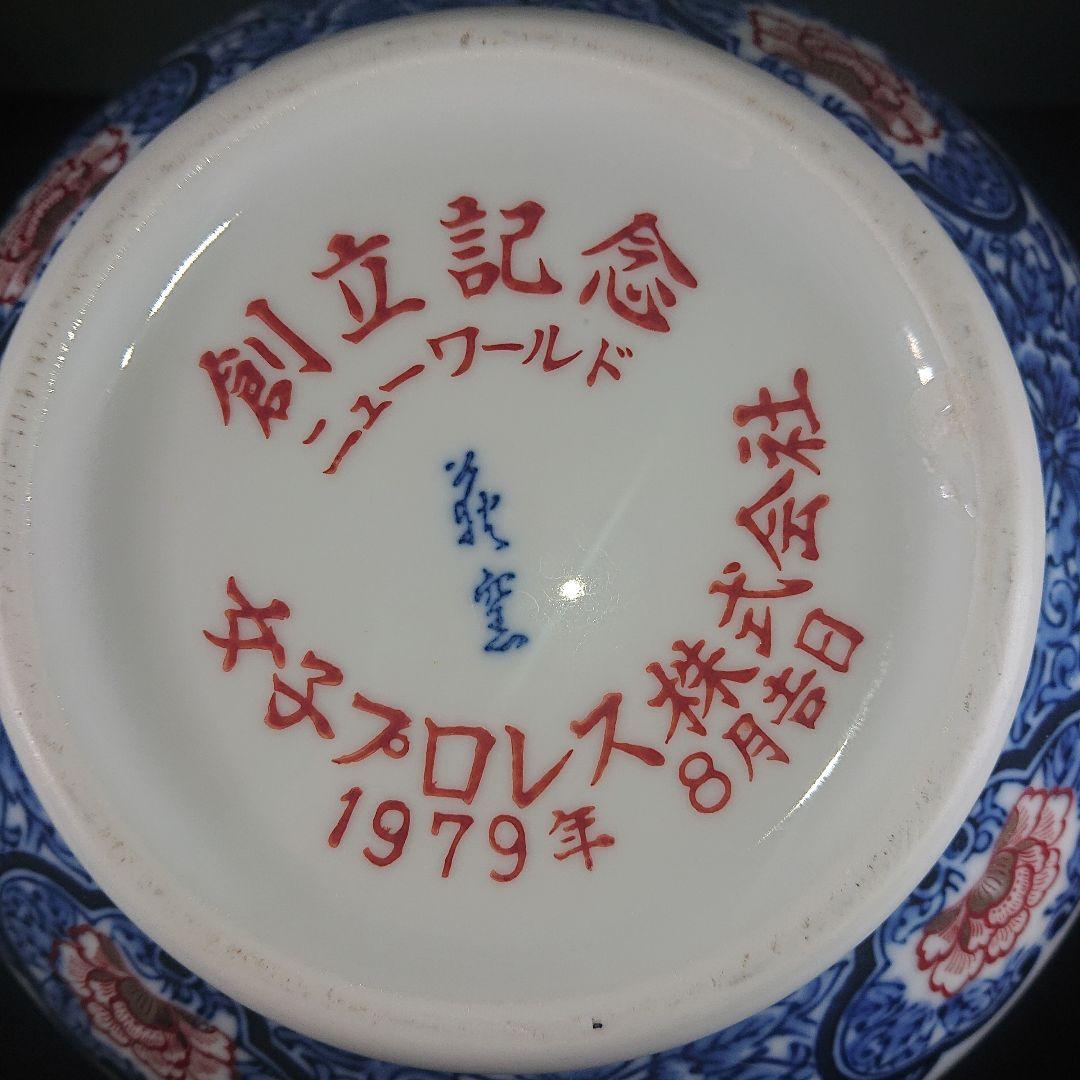 創立記念
ニューワールド
窯
女子プロレス株式会社
1979年8月吉日